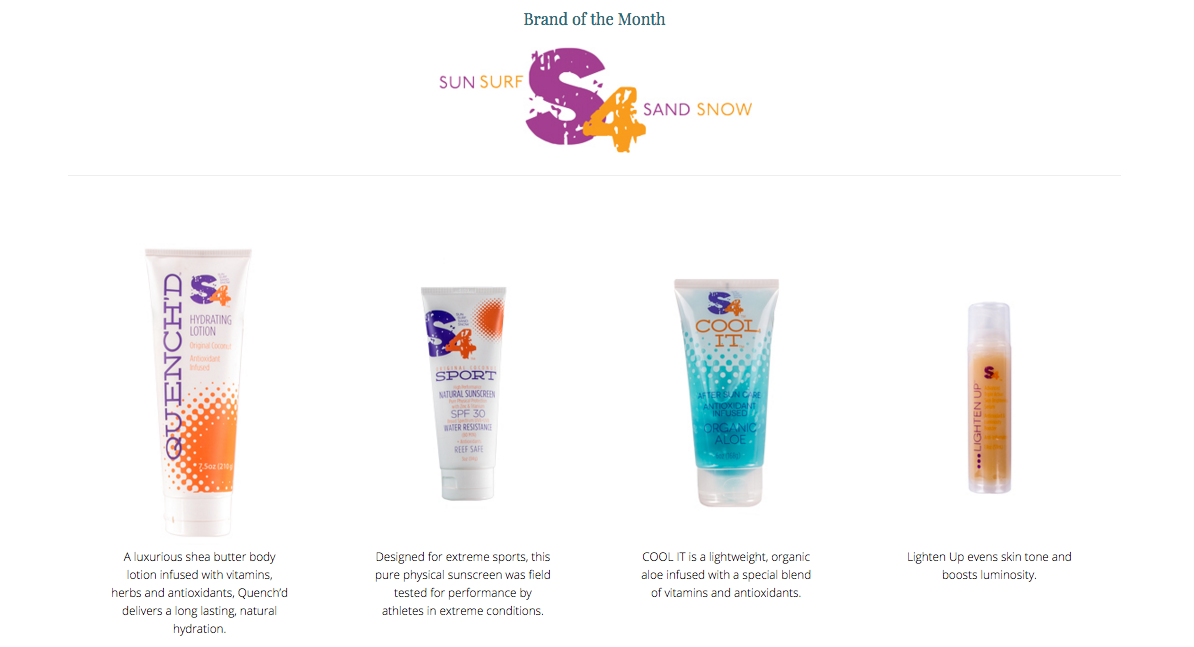 Brand of the Month
SUN SURF S4 SAND SNOW
QUENCH'D
S4
HYDRATING
LOTION
Original Coconut
Antioxidant
Infused
7.5oz (210g)
S4
SPORT
NATURAL SUNSCREEN
SPF 30
WATER RESISTANCE
REEF SAFE
S4
COOL
IT
AFTER SUN CARE
ANTIOXIDANT
INFUSED
ORGANIC
ALOE
S4
LIGHTEN UP
A luxurious shea butter body
lotion infused with vitamins,
herbs and antioxidants, Quench'd
delivers a long lasting, natural
hydration.
Designed for extreme sports, this
pure physical sunscreen was field
tested for performance by
athletes in extreme conditions.
COOL IT is a lightweight, organic
aloe infused with a special blend
of vitamins and antioxidants.
Lighten Up evens skin tone and
boosts luminosity.